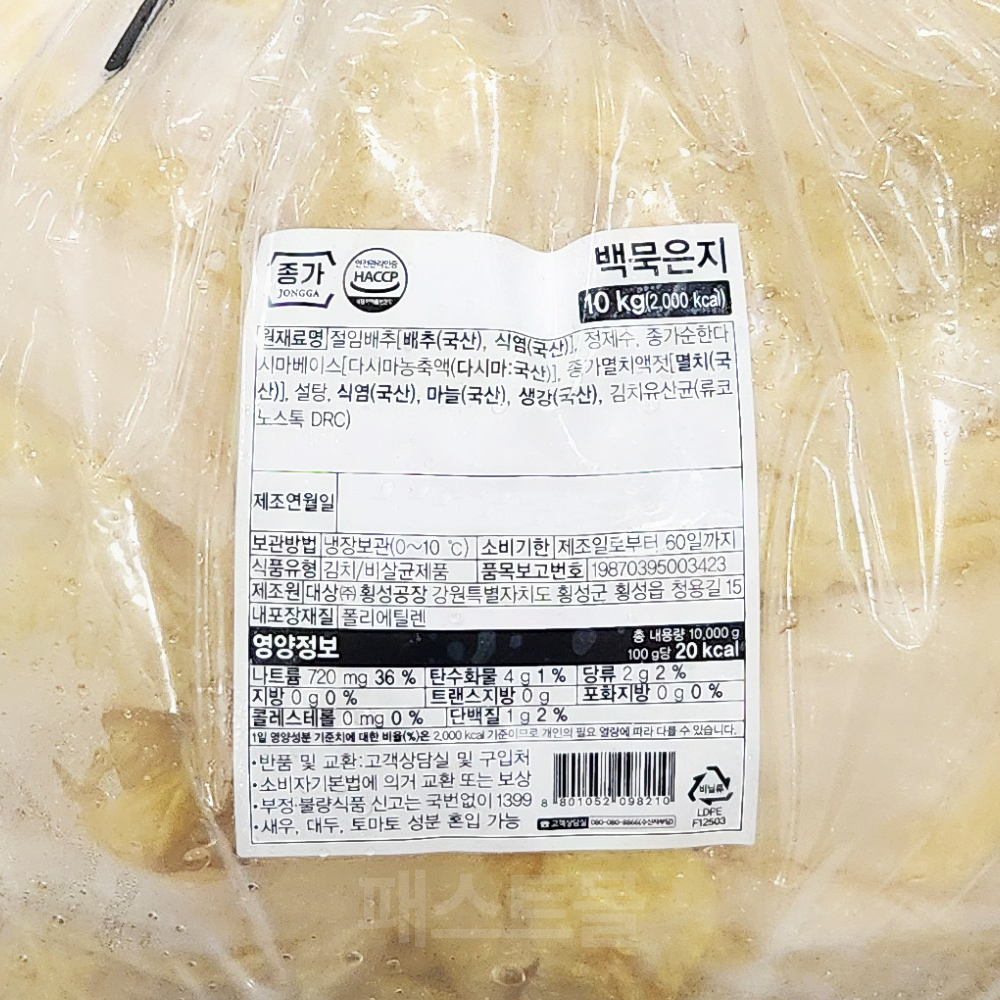 종가
JONGGA
안전관리인증
HACCP
식품의약품안전처
백묵은지
10 kg(2,000 kcal)
원재료명 절임배추[배추(국산), 식염(국산)], 정제수, 종가순한다
시마베이스[다시마농축액(다시마:국산)], 종가멸치액젓[멸치(국
산)], 설탕, 식염(국산), 마늘(국산), 생강(국산), 김치유산균(류코
노스톡 DRC)
제조연월일
보관방법 냉장보관(0~10 ℃) 소비기한 제조일로부터 60일까지
식품유형 김치/비살균제품 품목보고번호 19870395003423
제조원 대상㈜ 횡성공장 강원특별자치도 횡성군 횡성읍 청용길 15
내포장재질 폴리에틸렌
영양정보 총 내용량 10,000 g
100 g당 20 kcal
나트륨 720 mg 36 % 탄수화물 4 g 1 % 당류 2 g 2 %
지방 0 g 0 % 트랜스지방 0 g 포화지방 0 g 0 %
콜레스테롤 0 mg 0 % 단백질 1 g 2 %
1일 영양성분 기준치에 대한 비율(%)은 2,000 kcal 기준이므로 개인의 필요 열량에 따라 다를 수 있습니다.
·반품 및 교환:고객상담실 및 구입처
·소비자기본법에 의거 교환 또는 보상
·부정·불량식품 신고는 국번없이 1399
·새우, 대두, 토마토 성분 혼입 가능
8 801052 098210
☎고객상담실 080-080-8866(수신자부담)
비닐류
LDPE
F12503
패스트몰